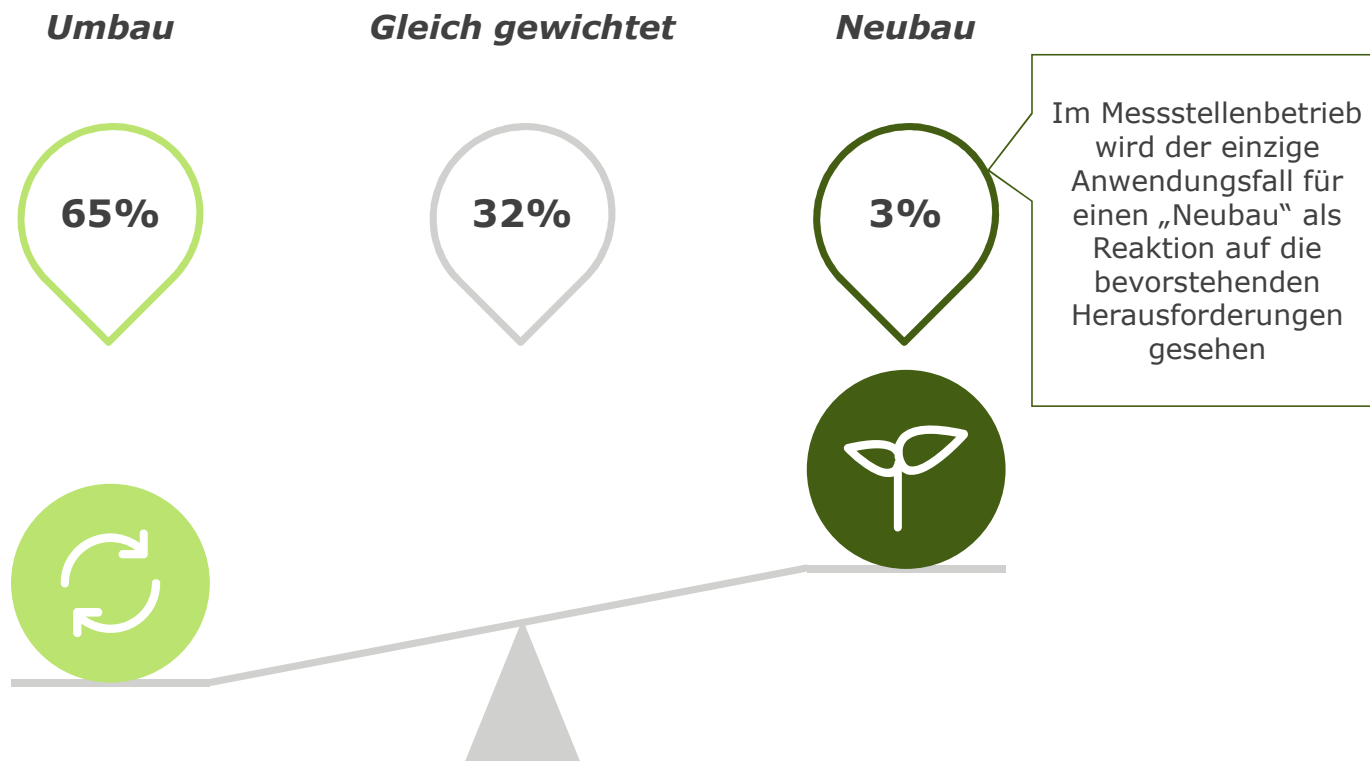 Umbau
Gleich gewichtet
Neubau
65%
32%
3%
Im Messstellenbetrieb
wird der einzige
Anwendungsfall für
einen „Neubau“ als
Reaktion auf die
bevorstehenden
Herausforderungen
gesehen